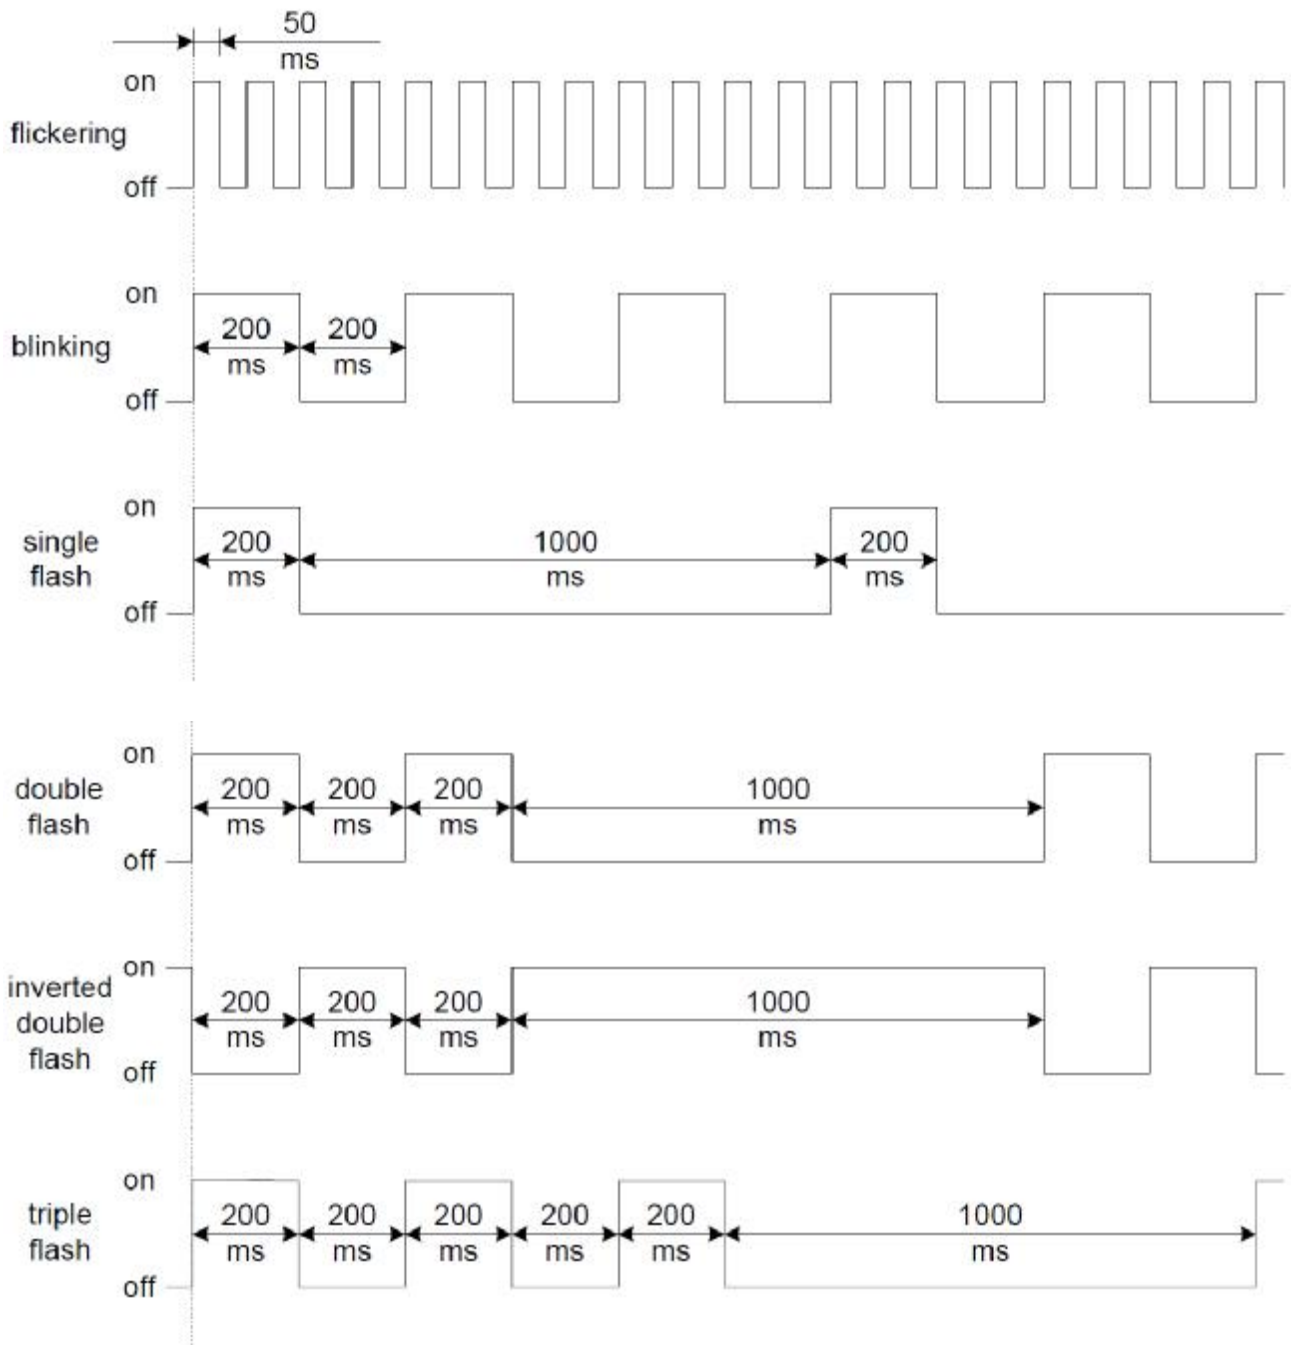 50
ms
on
flickering
off
on
200 200
blinking
ms ms
off
on
single
flash
200 1000 200
ms ms ms
off
on
double
flash
200 200 200 1000
ms ms ms ms
off
on
inverted
double
flash
200 200 200 1000
ms ms ms ms
off
on
triple
flash
200 200 200 200 200 1000
ms ms ms ms ms ms
off